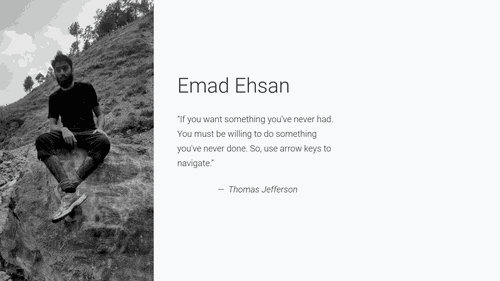 Emad Ehsan
"If you want something you've never had.
You must be willing to do something
you've never done. So, use arrow keys to
navigate."
— Thomas Jefferson